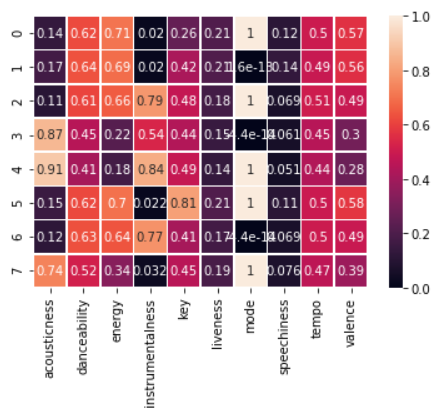 0 0.14 0.62 0.71 0.02 0.26 0.21 1 0.12 0.5 0.57
1 0.17 0.64 0.69 0.02 0.42 0.21 0.14 0.49 0.56
2 0.11 0.61 0.66 0.79 0.48 0.18 1 0.069 0.51 0.49
3 0.87 0.45 0.22 0.54 0.44 0.15 0.061 0.45 0.3
4 0.91 0.41 0.18 0.84 0.49 0.14 1 0.051 0.44 0.28
5 0.15 0.62 0.7 0.022 0.81 0.21 1 0.11 0.5 0.58
6 0.12 0.63 0.64 0.77 0.41 0.17 0.069 0.5 0.49
7 0.74 0.52 0.34 0.032 0.45 0.19 1 0.076 0.47 0.39
acousticness
danceability
energy
instrumentalness
key
liveness
mode
speechiness
tempo
valence
1.0
0.8
0.6
0.4
0.2
0.0